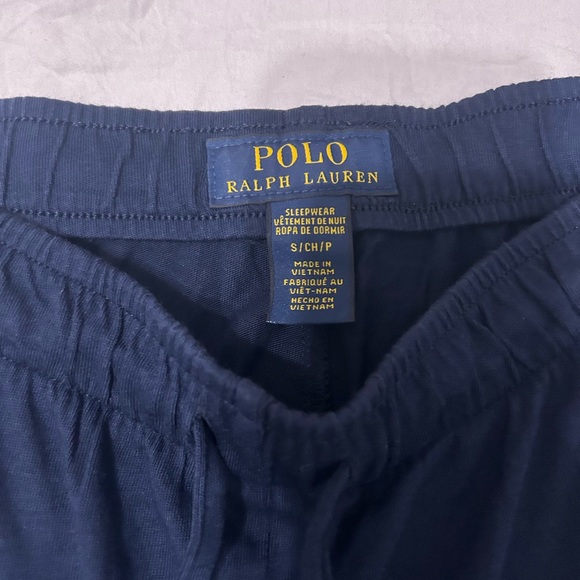 POLO
RALPH LAUREN
SLEEPWEAR
VÊTEMENT DE NUIT
ROPA DE DORMIR
S/CH/P
MADE IN
VIETNAM
FABRIQUÉ AU
VIÊT-NAM
HECHO EN
VIETNAM